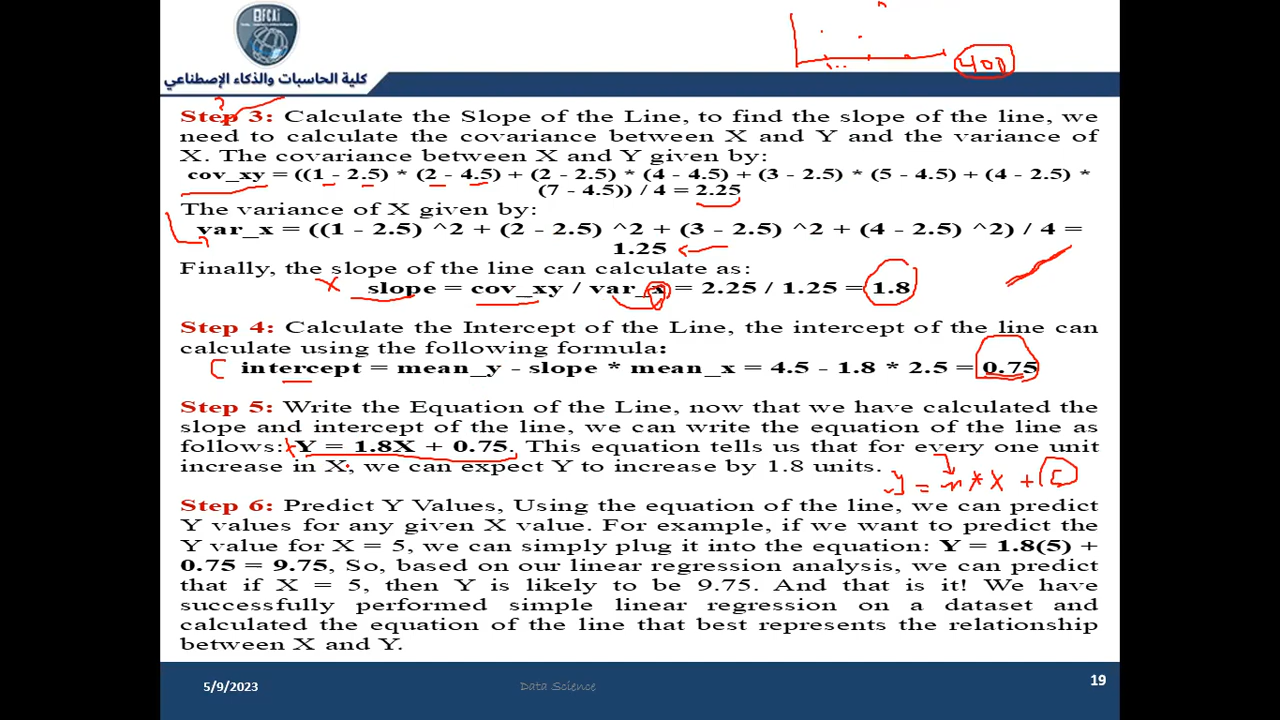 BFCAi
كلية الحاسبات والذكاء الإصطناعي
400
Step 3: Calculate the Slope of the Line, to find the slope of the line, we
need to calculate the covariance between X and Y and the variance of
X. The covariance between X and Y given by:
cov_xy = ((1 - 2.5) * (2 - 4.5) + (2 - 2.5) * (4 - 4.5) + (3 - 2.5) * (5 - 4.5) + (4 - 2.5) *
(7 - 4.5)) / 4 = 2.25
The variance of X given by:
var_x = ((1 - 2.5) ^2 + (2 - 2.5) ^2 + (3 - 2.5) ^2 + (4 - 2.5) ^2) / 4 =
1.25
Finally, the slope of the line can calculate as:
slope = cov_xy / var_x = 2.25 / 1.25 = 1.8
Step 4: Calculate the Intercept of the Line, the intercept of the line can
calculate using the following formula:
intercept = mean_y - slope * mean_x = 4.5 - 1.8 * 2.5 = 0.75
Step 5: Write the Equation of the Line, now that we have calculated the
slope and intercept of the line, we can write the equation of the line as
follows: Y = 1.8X + 0.75. This equation tells us that for every one unit
increase in X, we can expect Y to increase by 1.8 units.
y = m * x +
Step 6: Predict Y Values, Using the equation of the line, we can predict
Y values for any given X value. For example, if we want to predict the
Y value for X = 5, we can simply plug it into the equation: Y = 1.8(5) +
0.75 = 9.75, So, based on our linear regression analysis, we can predict
that if X = 5, then Y is likely to be 9.75. And that is it! We have
successfully performed simple linear regression on a dataset and
calculated the equation of the line that best represents the relationship
between X and Y.
5/9/2023
Data Science
19